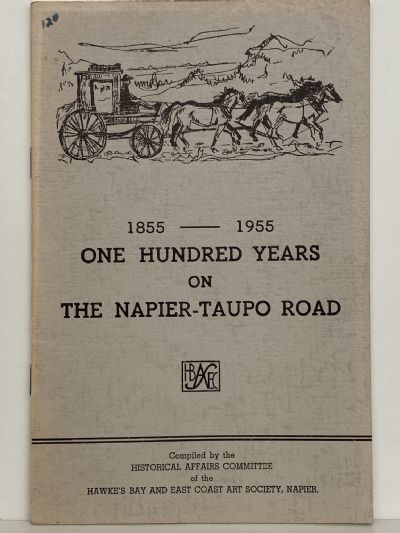 120
1855 — 1955
ONE HUNDRED YEARS
ON
THE NAPIER-TAUPO ROAD
Compiled by the
HISTORICAL AFFAIRS COMMITTEE
of the
HAWKE'S BAY AND EAST COAST ART SOCIETY, NAPIER.